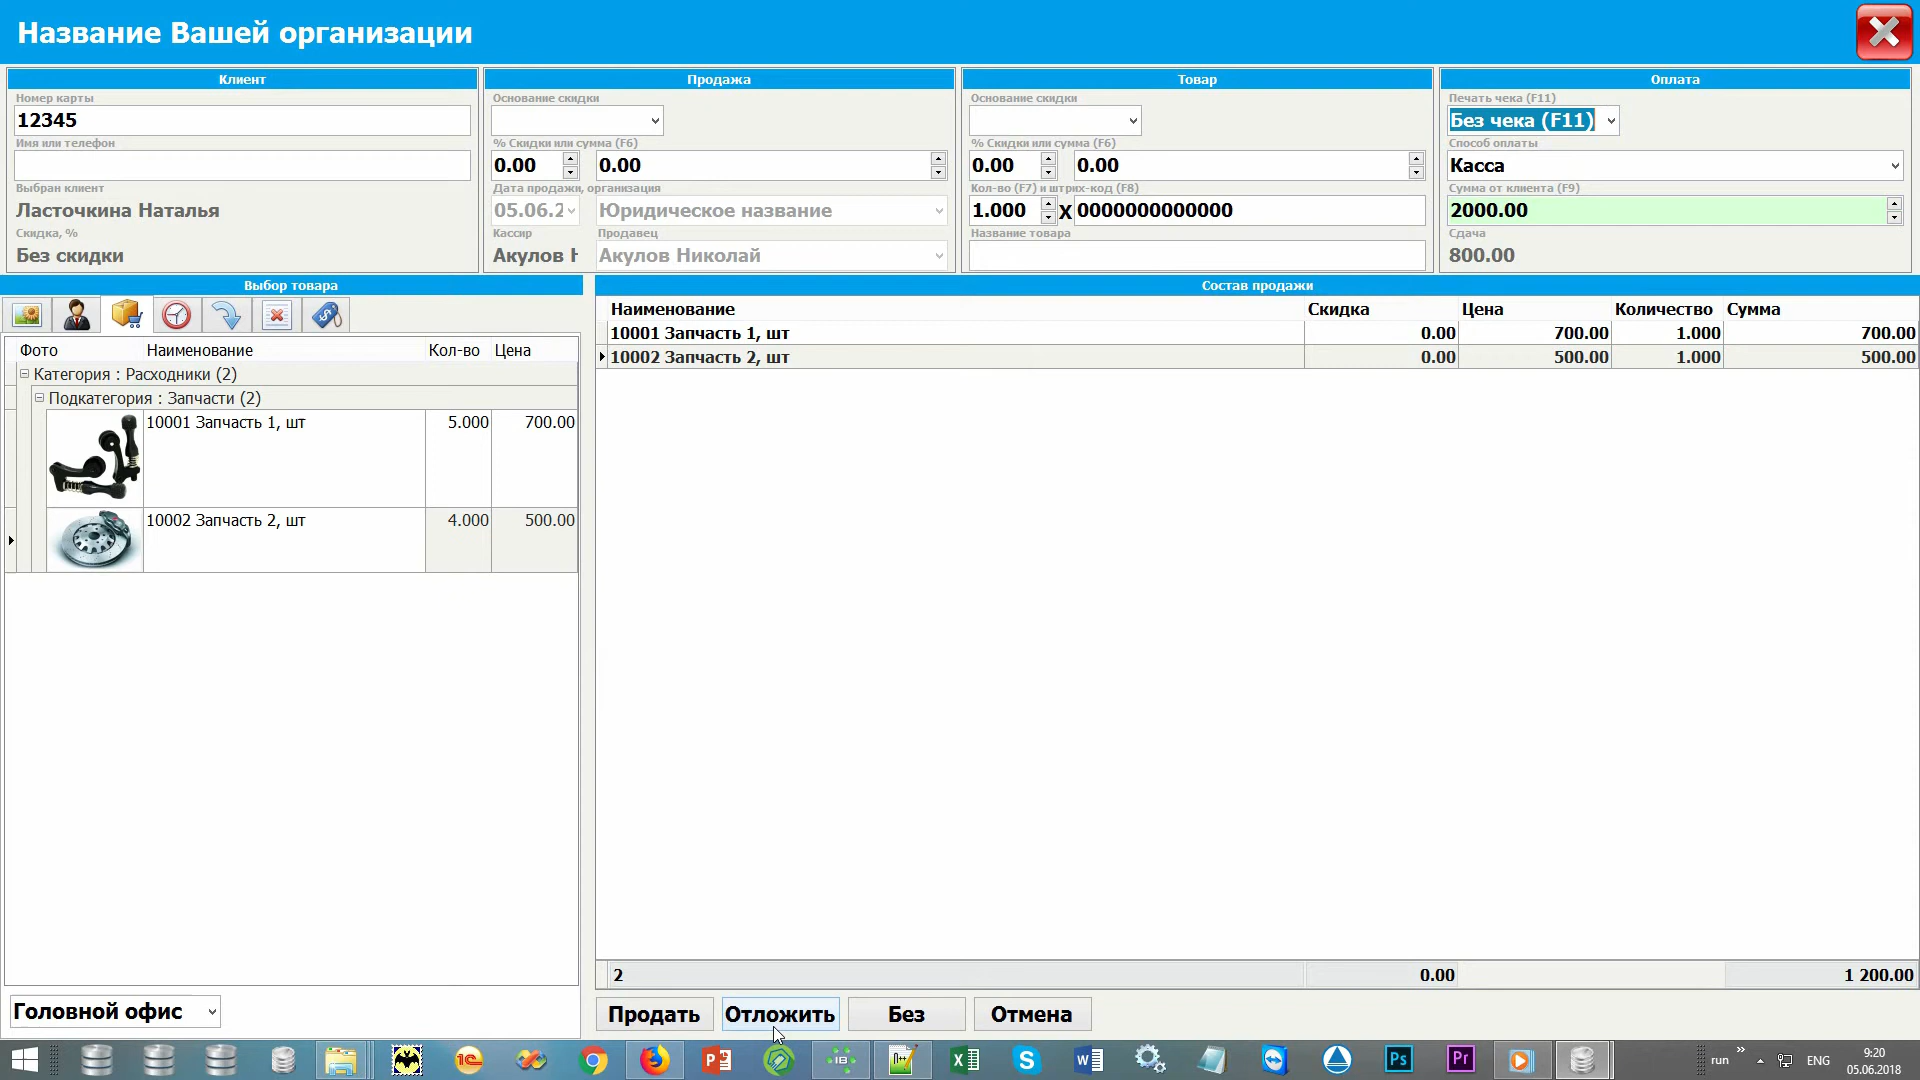 Название Вашей организации
Клиент
Номер карты
12345
Имя или телефон
Выбран клиент
Ласточкина Наталья
Скидка, %
Без скидки
Продажа
Основание скидки
% Скидки или сумма (F6)
0.00 0.00
Дата продажи, организация
05.06.2 Юридическое название
Кассир Продавец
Акулов Н Акулов Николай
Товар
Основание скидки
% Скидки или сумма (F6)
0.00 0.00
Кол-во (F7) и штрих-код (F8)
1.000 X 0000000000000
Название товара
Оплата
Печать чека (F11)
Без чека (F11)
Способ оплаты
Касса
Сумма от клиента (F9)
2000.00
Сдача
800.00
Выбор товара
Фото Наименование Кол-во Цена
Категория : Расходники (2)
Подкатегория : Запчасти (2)
10001 Запчасть 1, шт 5.000 700.00
10002 Запчасть 2, шт 4.000 500.00
Головной офис
Состав продажи
Наименование Скидка Цена Количество Сумма
10001 Запчасть 1, шт 0.00 700.00 1.000 700.00
10002 Запчасть 2, шт 0.00 500.00 1.000 500.00
2 0.00 1 200.00
Продать Отложить Без Отмена
run ENG 9:20
05.06.2018